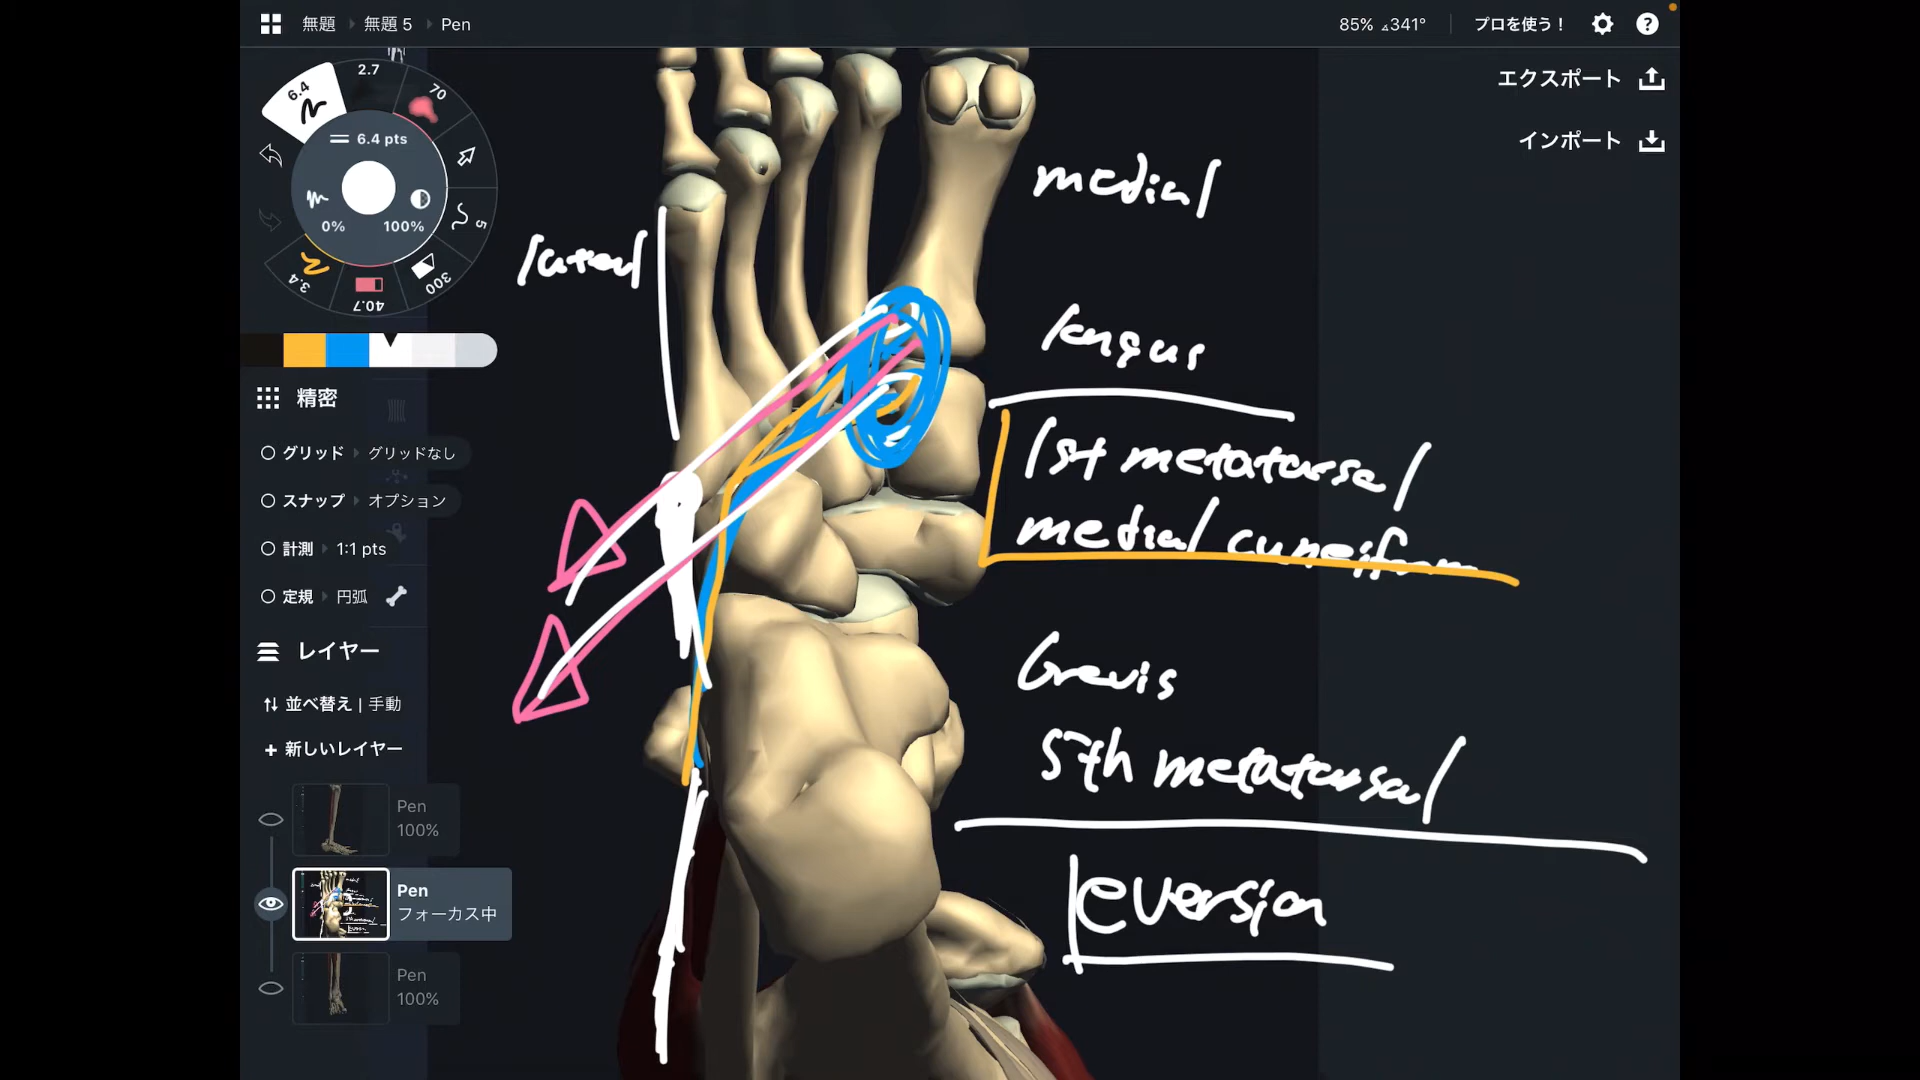 無題 無題 5 Pen
85% ⊿341° プロを使う！
エクスポート
インポート
2.7
6.4
70
6.4 pts
0% 100%
5
3.4
40.7
300
精密
グリッド グリッドなし
スナップ オプション
計測 1:1 pts
定規 円弧
レイヤー
並べ替え | 手動
+ 新しいレイヤー
Pen
100%
Pen
フォーカス中
Pen
100%
lateral
medial
longus
1st metatarsal
medial cuneiform
brevis
5th metatarsal
eversion